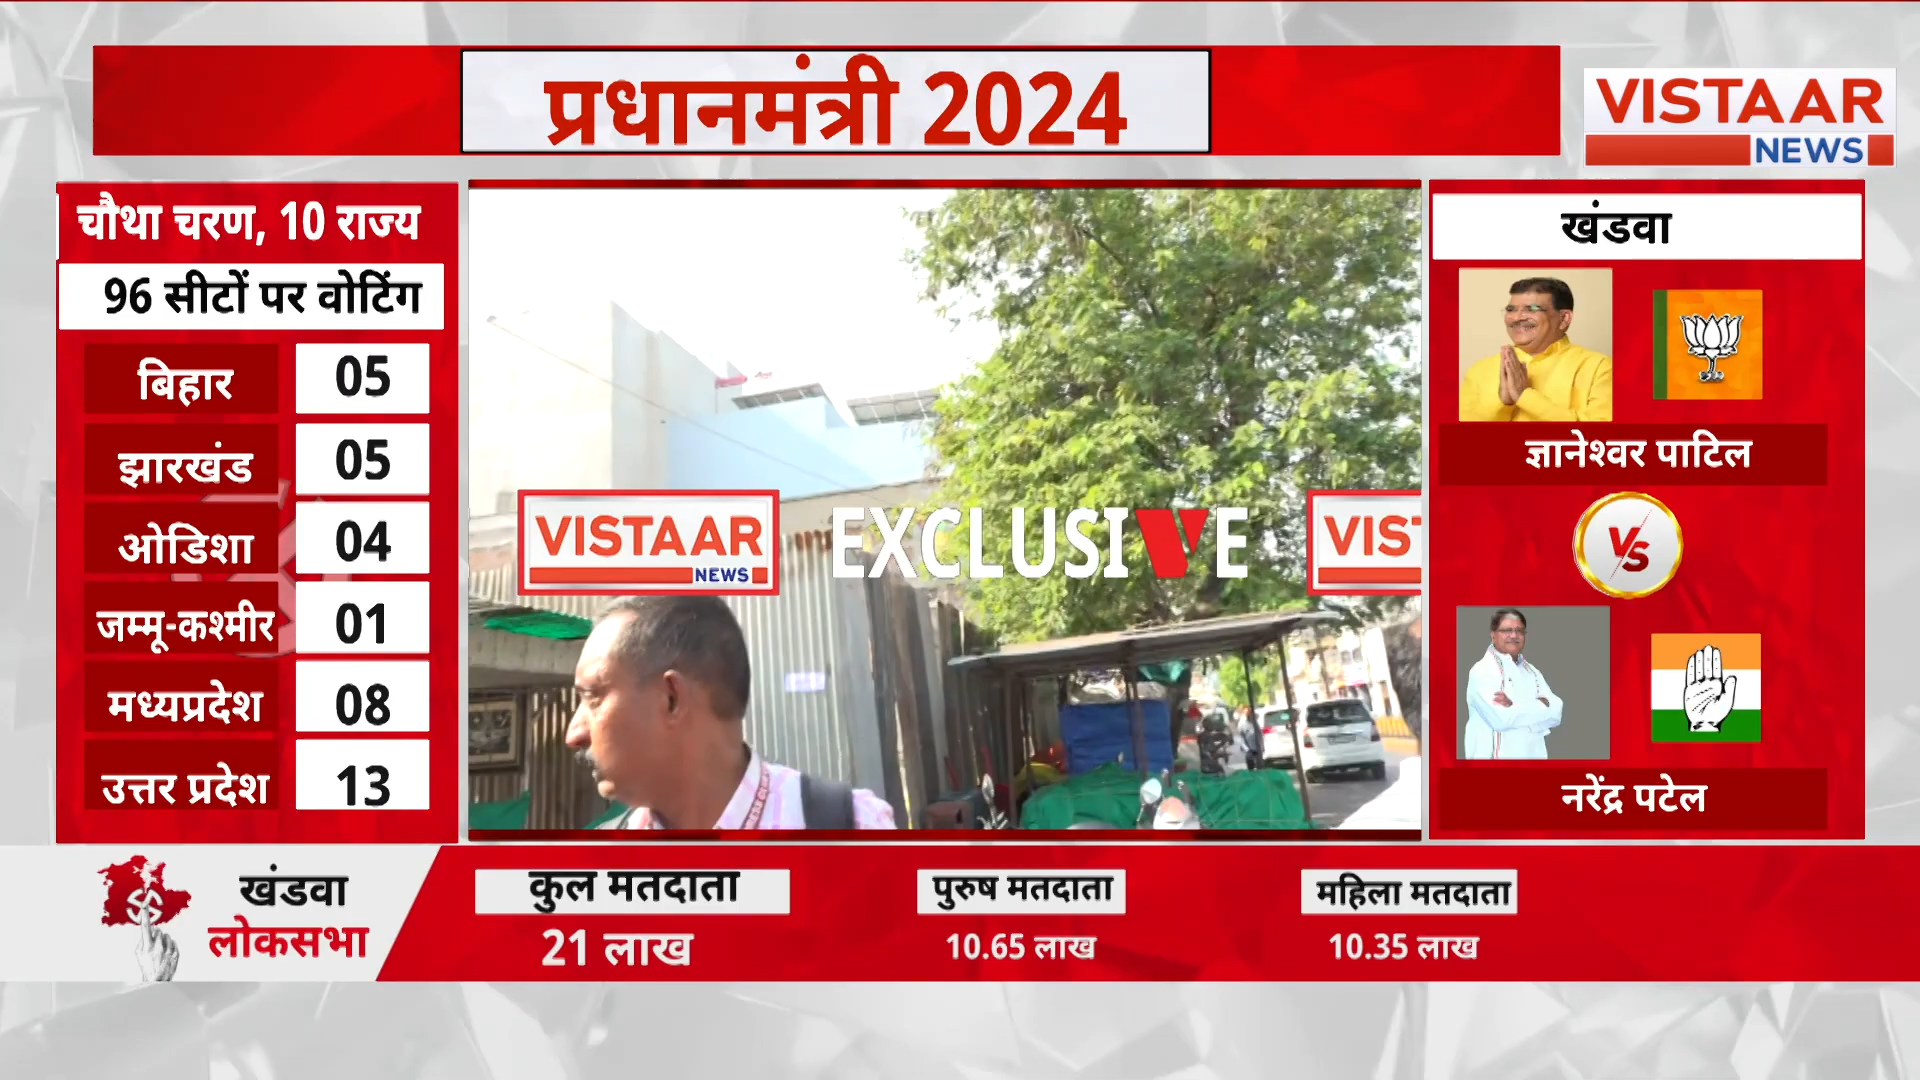 प्रधानमंत्री 2024
VISTAAR
NEWS
चौथा चरण, 10 राज्य
96 सीटों पर वोटिंग
बिहार 05
झारखंड 05
ओडिशा 04
जम्मू-कश्मीर 01
मध्यप्रदेश 08
उत्तर प्रदेश 13
VISTAAR
NEWS
EXCLUSIVE
VIS
खंडवा
ज्ञानेश्वर पाटिल
VS
नरेंद्र पटेल
खंडवा
लोकसभा
कुल मतदाता
21 लाख
पुरुष मतदाता
10.65 लाख
महिला मतदाता
10.35 लाख